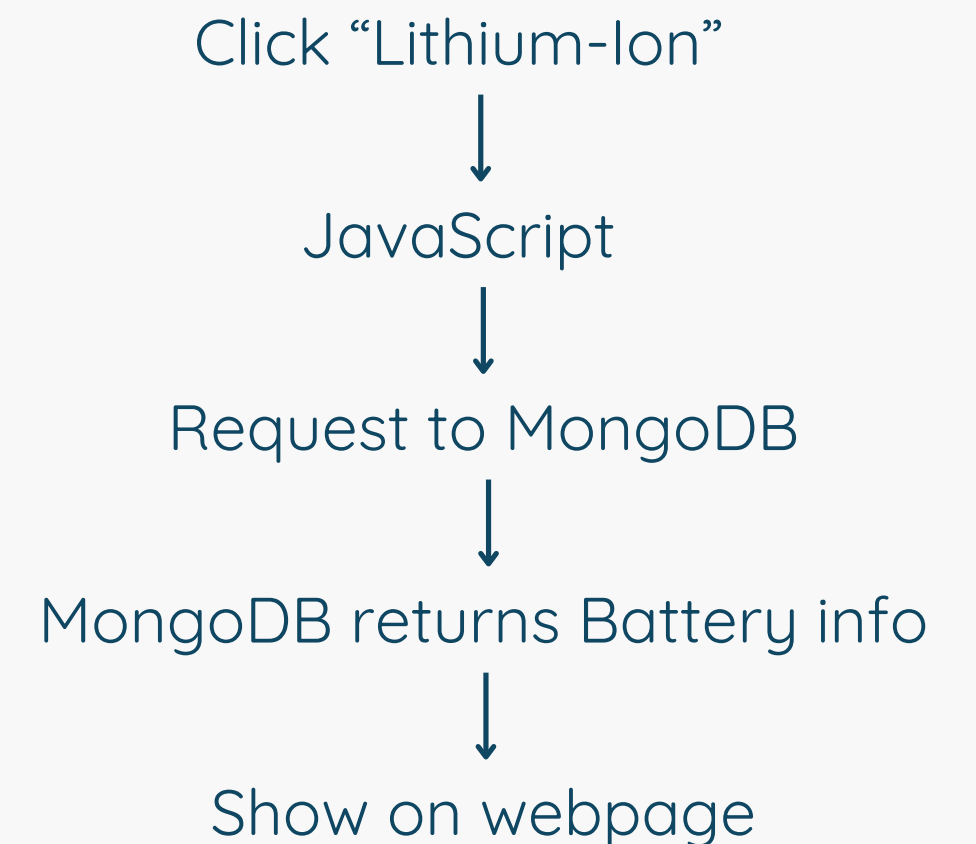 Click “Lithium-Ion”
JavaScript
Request to MongoDB
MongoDB returns Battery info
Show on webpage